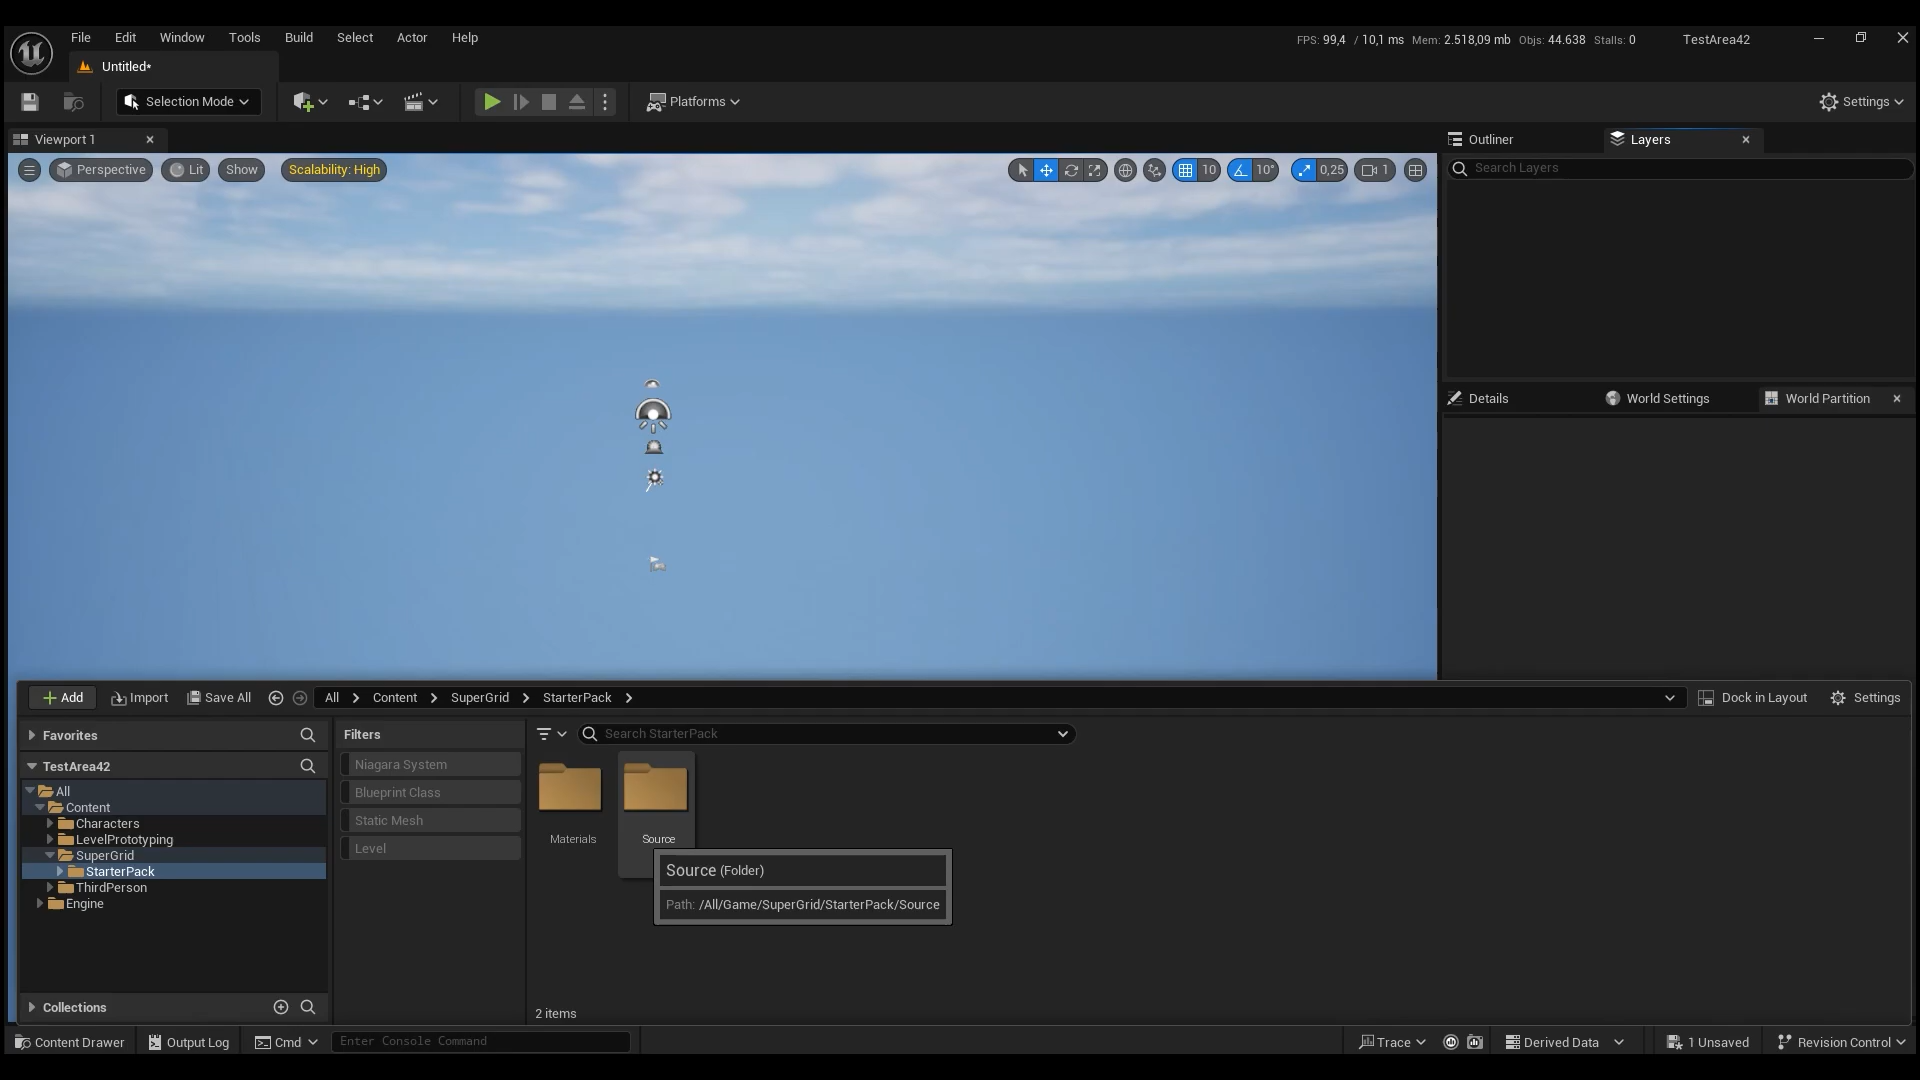 File Edit Window Tools Build Select Actor Help
FPS: 99,4 / 10,1 ms Mem: 2.518,09 mb Objs: 44.638 Stalls: 0 TestArea42
Untitled*
Selection Mode
Platforms
Settings
Viewport 1
Outliner
Layers
Perspective
Lit
Show
Scalability: High
10
10°
0,25
1
Search Layers
Details
World Settings
World Partition
Add
Import
Save All
All
Content
SuperGrid
StarterPack
Dock in Layout
Settings
Favorites
Filters
Search StarterPack
TestArea42
Niagara System
Blueprint Class
Static Mesh
Level
All
Content
Characters
LevelPrototyping
SuperGrid
StarterPack
ThirdPerson
Engine
Materials
Source
Source (Folder)
Path: /All/Game/SuperGrid/StarterPack/Source
Collections
2 items
Content Drawer
Output Log
Cmd
Enter Console Command
Trace
Derived Data
1 Unsaved
Revision Control